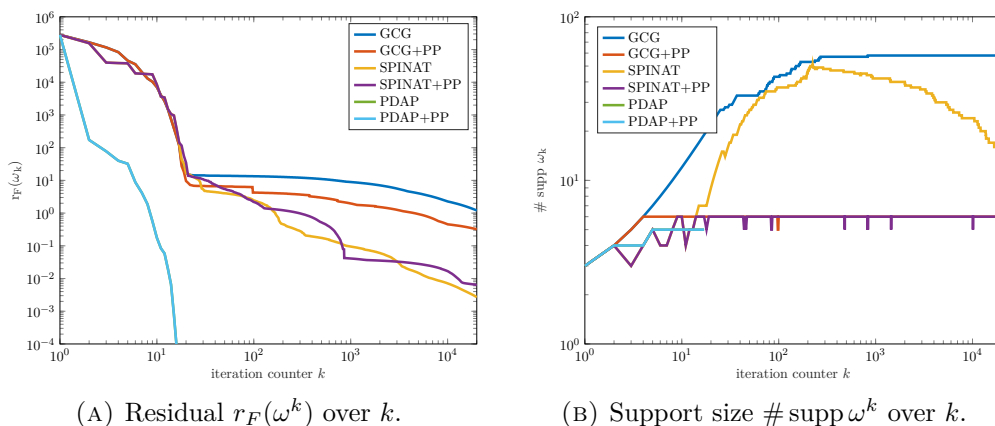 10^6
10^5
10^4
10^3
10^2
10^1
10^0
10^{-1}
10^{-2}
10^{-3}
10^{-4}
r_F(ω_k)
GCG
GCG+PP
SPINAT
SPINAT+PP
PDAP
PDAP+PP
10^0 10^1 10^2 10^3 10^4
iteration counter k
(A) Residual r_F(ω^k) over k.
10^2
10^1
10^0
# supp ω_k
GCG
GCG+PP
SPINAT
SPINAT+PP
PDAP
PDAP+PP
10^0 10^1 10^2 10^3 10^4
iteration counter k
(B) Support size # supp ω^k over k.